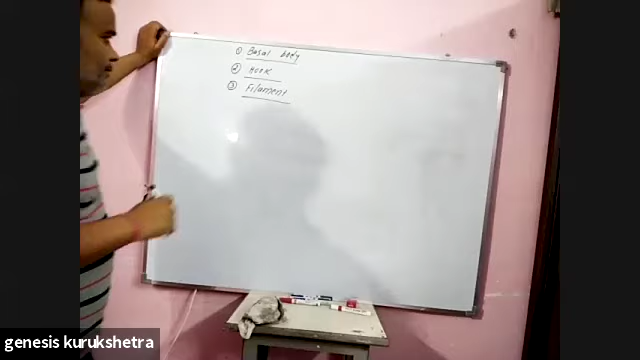 ① Basal body
② Hook
③ Filament
genesis kurukshetra